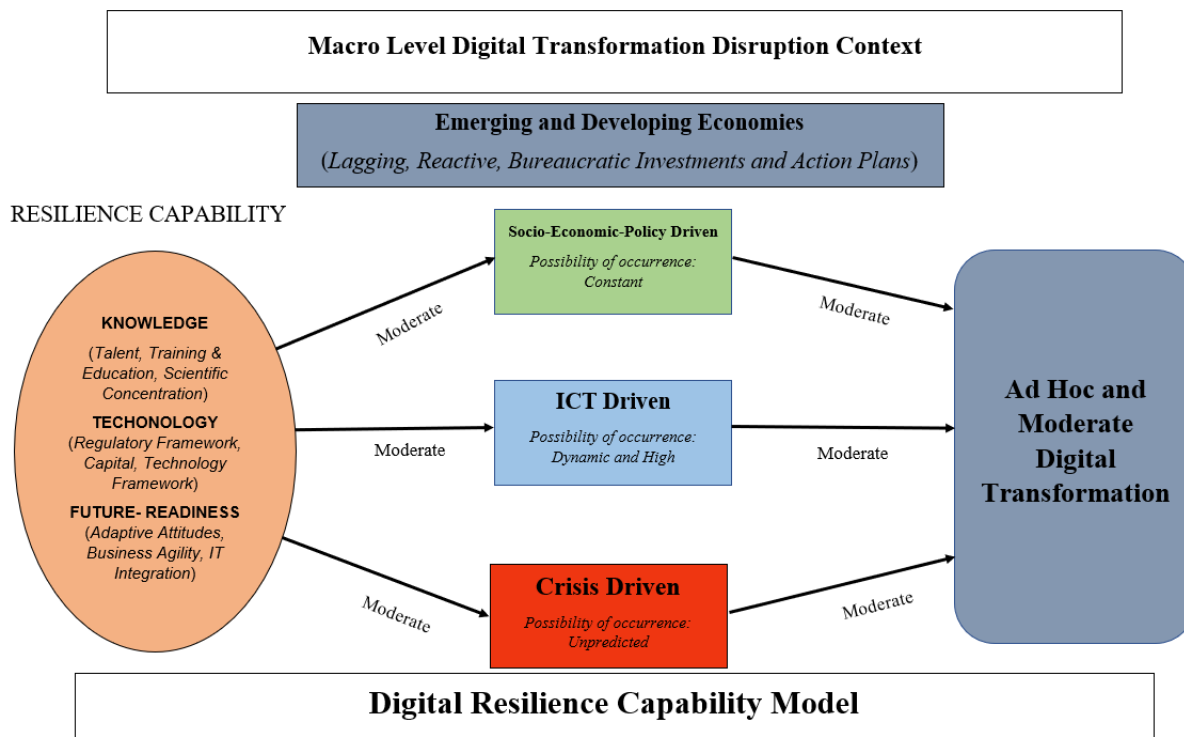 Macro Level Digital Transformation Disruption Context
Emerging and Developing Economies
(Lagging, Reactive, Bureaucratic Investments and Action Plans)
RESILIENCE CAPABILITY
KNOWLEDGE
(Talent, Training &
Education, Scientific
Concentration)
TECHONOLOGY
(Regulatory Framework,
Capital, Technology
Framework)
FUTURE- READINESS
(Adaptive Attitudes,
Business Agility, IT
Integration)
Moderate
Moderate
Moderate
Socio-Economic-Policy Driven
Possibility of occurrence:
Constant
ICT Driven
Possibility of occurrence:
Dynamic and High
Crisis Driven
Possibility of occurrence:
Unpredicted
Moderate
Moderate
Moderate
Ad Hoc and
Moderate
Digital
Transformation
Digital Resilience Capability Model